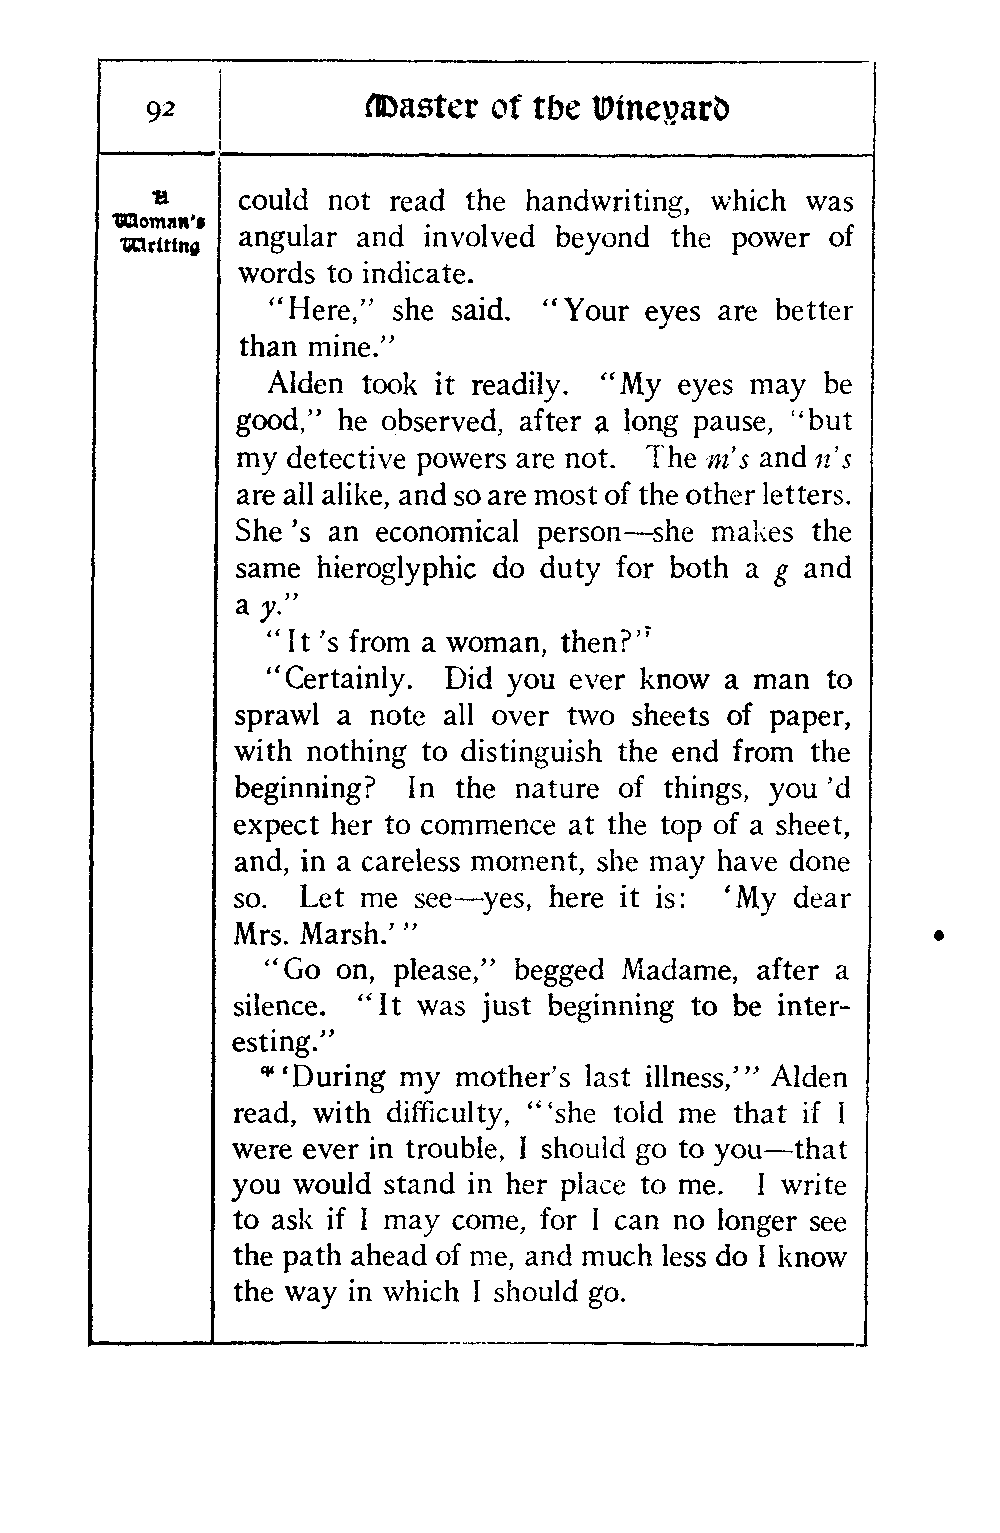 92
Master of the Vineyard
A
Woman's
Writing
could not read the handwriting, which was
angular and involved beyond the power of
words to indicate.
"Here," she said. "Your eyes are better
than mine."
Alden took it readily. "My eyes may be
good," he observed, after a long pause, "but
my detective powers are not. The m's and n's
are all alike, and so are most of the other letters.
She 's an economical person—she makes the
same hieroglyphic do duty for both a g and
a y."
"It 's from a woman, then?"
"Certainly. Did you ever know a man to
sprawl a note all over two sheets of paper,
with nothing to distinguish the end from the
beginning? In the nature of things, you 'd
expect her to commence at the top of a sheet,
and, in a careless moment, she may have done
so. Let me see—yes, here it is: 'My dear
Mrs. Marsh.'"
"Go on, please," begged Madame, after a
silence. "It was just beginning to be inter-
esting."
"'During my mother's last illness,'" Alden
read, with difficulty, "'she told me that if I
were ever in trouble, I should go to you—that
you would stand in her place to me. I write
to ask if I may come, for I can no longer see
the path ahead of me, and much less do I know
the way in which I should go.